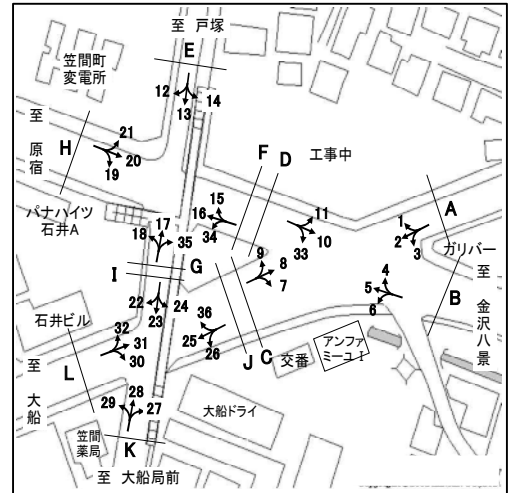 至 戸塚
E
笠間町
変電所
12
13
14
至 原宿
H
21
20
19
F
D
工事中
パナハイツ
石井A
15
16
34
11
10
33
1
2
3
A
ガリバー
至 金沢八景
17
18
35
I
G
9
8
7
4
5
6
B
石井ビル
22
23
24
36
25
26
J
C
交番
アンファ
ミーユⅠ
32
31
30
至 大船
L
29
28
27
笠間
薬局
K
大船ドライ
至 大船局前